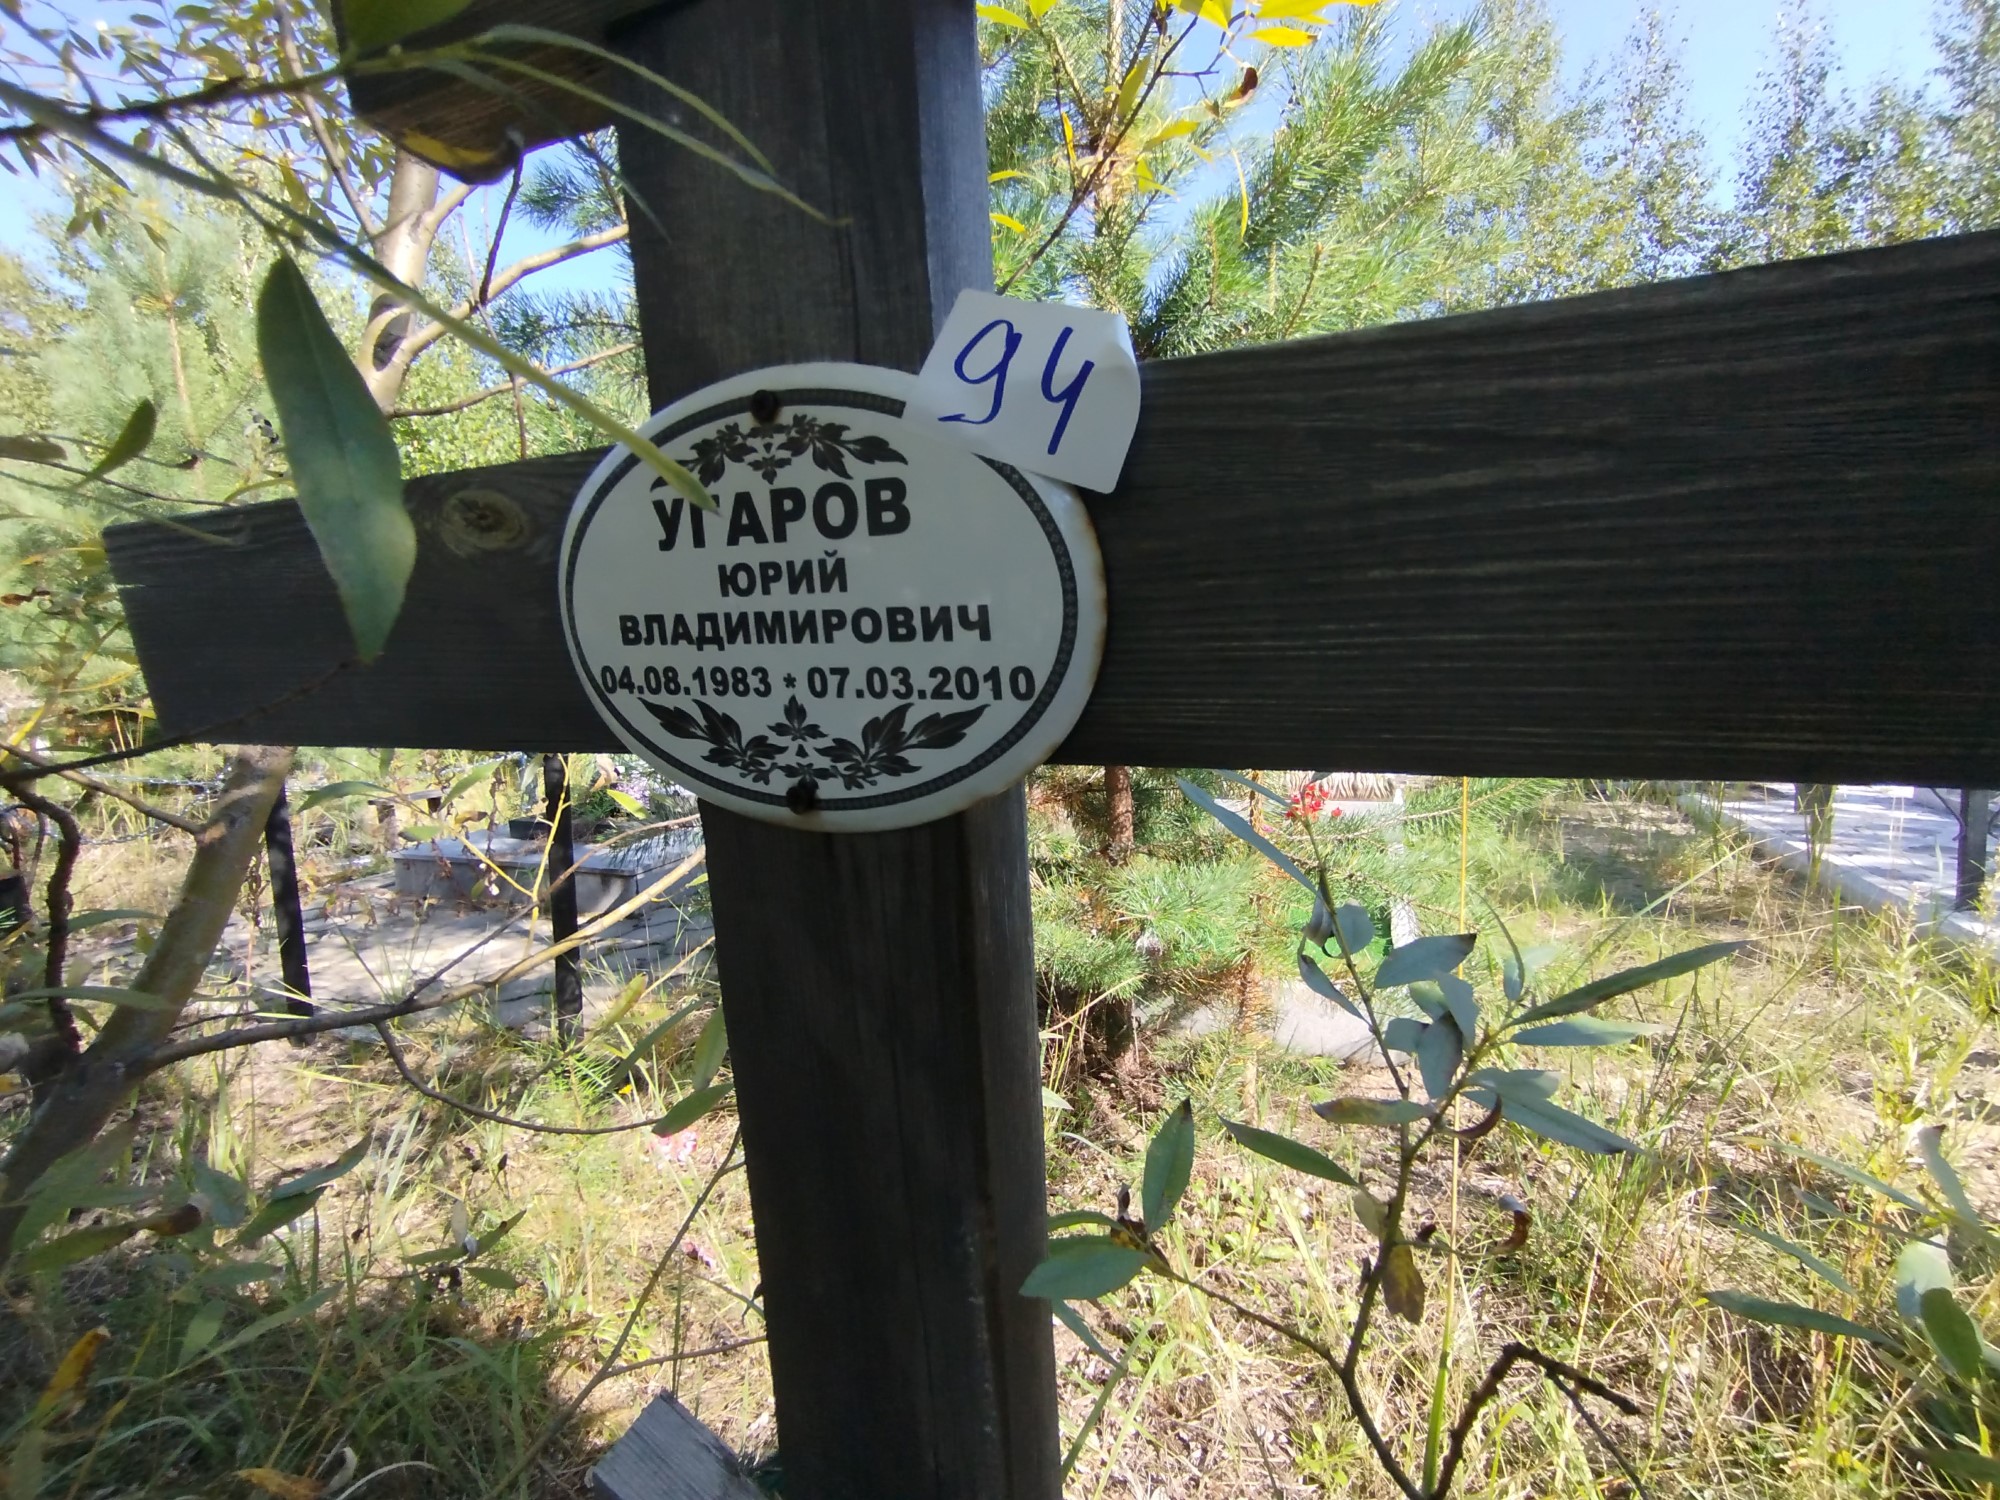 94
УГАРОВ
ЮРИЙ
ВЛАДИМИРОВИЧ
04.08.1983 * 07.03.2010